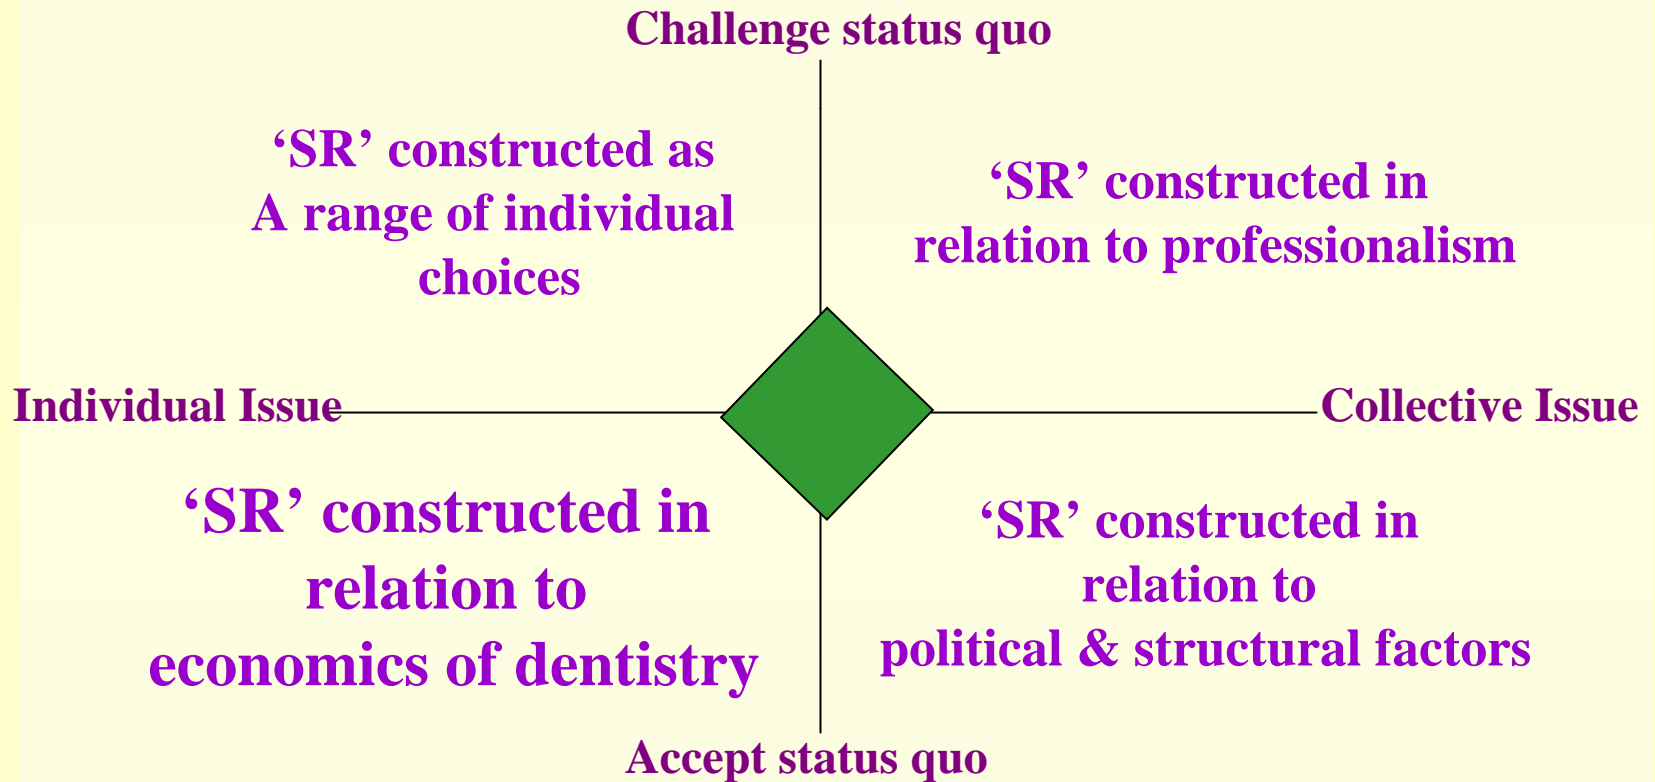 Challenge status quo
‘SR’ constructed as
A range of individual
choices
‘SR’ constructed in
relation to professionalism
Individual Issue
Collective Issue
‘SR’ constructed in
relation to
economics of dentistry
‘SR’ constructed in
relation to
political & structural factors
Accept status quo